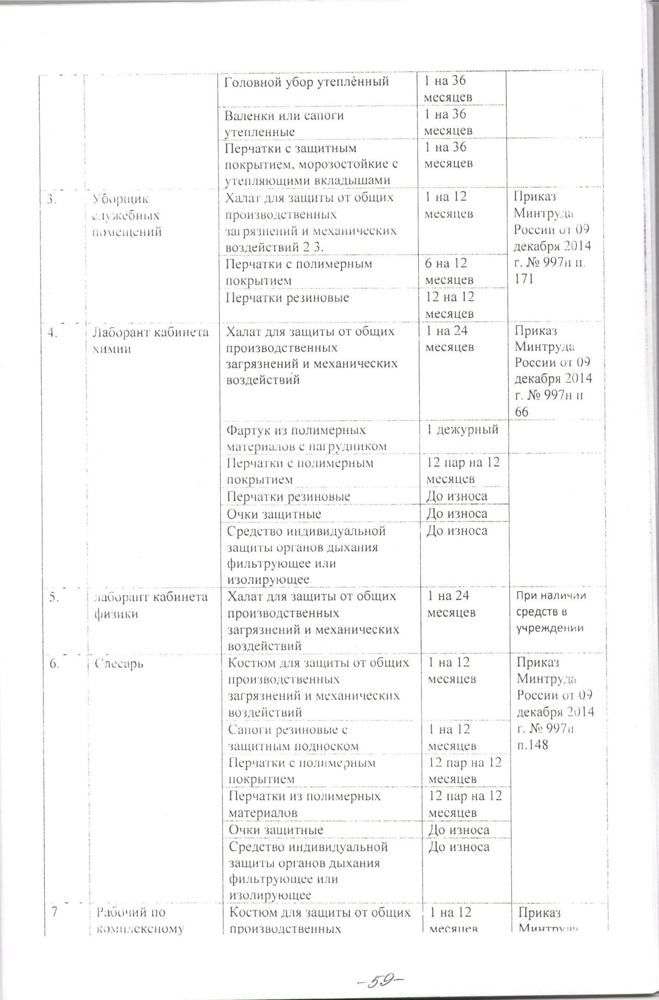 Головной убор утеплѐнный
1 на 36
месяцев
Валенки или сапоги
утепленные
1 на 36
месяцев
Перчатки с защитным
покрытием, морозостойкие с
утепляющими вкладышами
1 на 36
месяцев
3.
Уборщик
служебных
помещений
Халат для защиты от общих
производственных
загрязнений и механических
воздействий 2 3.
1 на 12
месяцев
Приказ
Минтруда
России от 09
декабря 2014
г. № 997н п.
171
Перчатки с полимерным
покрытием
6 на 12
месяцев
Перчатки резиновые
12 на 12
месяцев
4.
Лаборант кабинета
химии
Халат для защиты от общих
производственных
загрязнений и механических
воздействий
1 на 24
месяцев
Приказ
Минтруда
России от 09
декабря 2014
г. № 997н п
66
Фартук из полимерных
материалов с нагрудником
1 дежурный
Перчатки с полимерным
покрытием
12 пар на 12
месяцев
Перчатки резиновые
До износа
Очки защитные
До износа
Средство индивидуальной
защиты органов дыхания
фильтрующее или
изолирующее
До износа
5.
лаборант кабинета
физики
Халат для защиты от общих
производственных
загрязнений и механических
воздействий
1 на 24
месяцев
При наличии
средств в
учреждении
6.
Слесарь
Костюм для защиты от общих
производственных
загрязнений и механических
воздействий
1 на 12
месяцев
Приказ
Минтруда
России от 09
декабря 2014
г. № 997н
п.148
Сапоги резиновые с
защитным подноском
1 на 12
месяцев
Перчатки с полимерным
покрытием
12 пар на 12
месяцев
Перчатки из полимерных
материалов
12 пар на 12
месяцев
Очки защитные
До износа
Средство индивидуальной
защиты органов дыхания
фильтрующее или
изолирующее
До износа
7
Рабочий по
комплексному
Костюм для защиты от общих
производственных
1 на 12
месяцев
Приказ
Минтруда
-59-